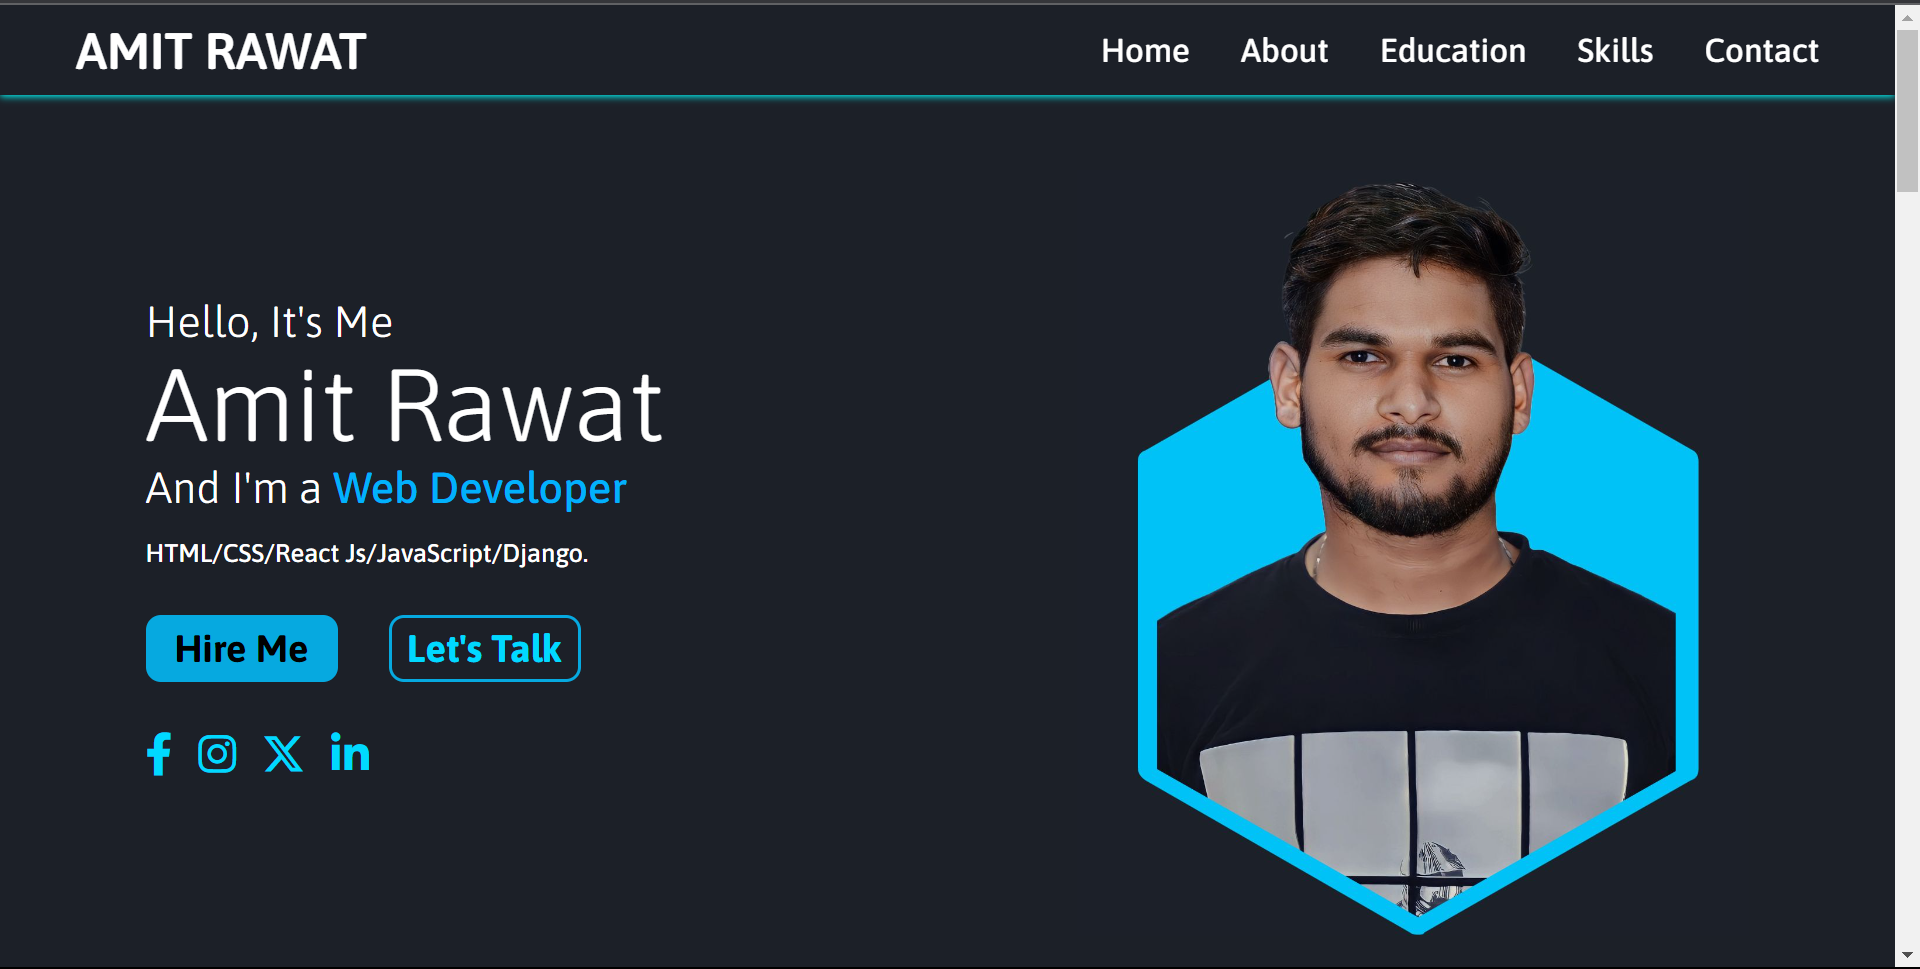 AMIT RAWAT
Home About Education Skills Contact
Hello, It's Me
Amit Rawat
And I'm a Web Developer
HTML/CSS/React Js/JavaScript/Django.
Hire Me Let's Talk